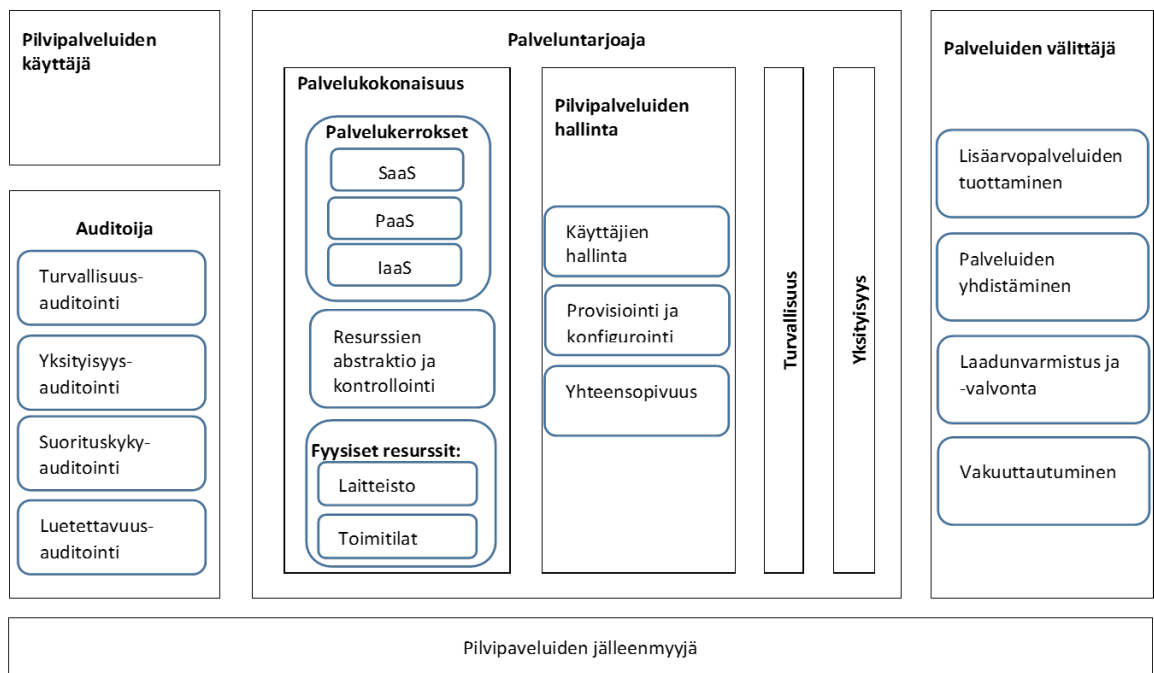 Pilvipalveluiden
käyttäjä
Auditoija
Turvallisuus-
auditointi
Yksityisyys-
auditointi
Suorituskyky-
auditointi
Luetettavuus-
auditointi
Palveluntarjoaja
Palvelukokonaisuus
Palvelukerrokset
SaaS
PaaS
IaaS
Resurssien
abstraktio ja
kontrollointi
Fyysiset resurssit:
Laitteisto
Toimitilat
Pilvipalveluiden
hallinta
Käyttäjien
hallinta
Provisiointi ja
konfigurointi
Yhteensopivuus
Turvallisuus
Yksityisyys
Palveluiden välittäjä
Lisäarvopalveluiden
tuottaminen
Palveluiden
yhdistäminen
Laadunvarmistus ja
-valvonta
Vakuuttautuminen
Pilvipaveluiden jälleenmyyjä